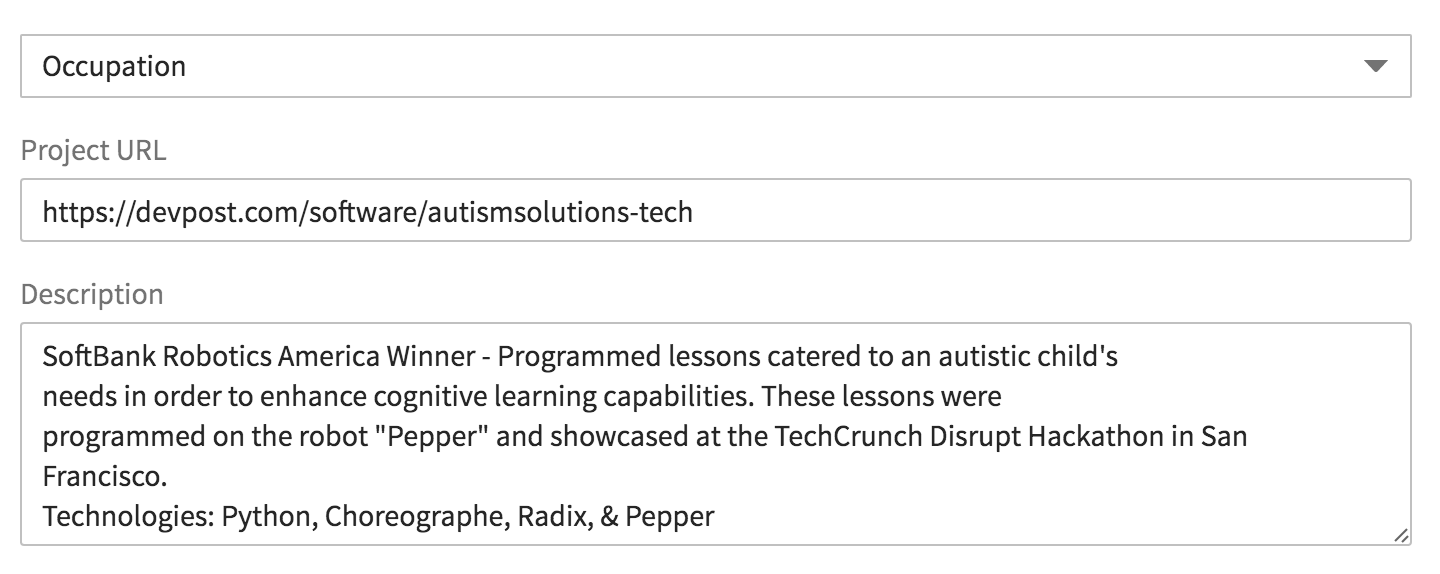 Occupation
Project URL
https://devpost.com/software/autismsolutions-tech
Description
SoftBank Robotics America Winner - Programmed lessons catered to an autistic child's
needs in order to enhance cognitive learning capabilities. These lessons were
programmed on the robot "Pepper" and showcased at the TechCrunch Disrupt Hackathon in San
Francisco.
Technologies: Python, Choreographe, Radix, & Pepper